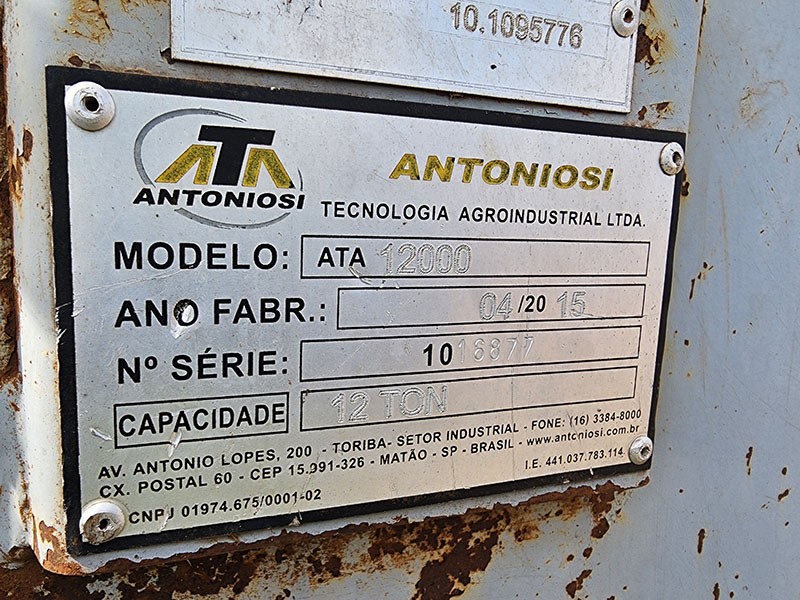 10.1095776
ATA
ANTONIOSI
ANTONIOSI
TECNOLOGIA AGROINDUSTRIAL LTDA.
MODELO: ATA 12000
ANO FABR.: 04/20 15
Nº SÉRIE: 1016877
CAPACIDADE 12 TON
AV. ANTONIO LOPES, 200 - TORIBA- SETOR INDUSTRIAL - FONE: (16) 3384-8000
CX. POSTAL 60 - CEP 15.991-326 - MATÃO - SP - BRASIL - www.antoniosi.com.br
CNPJ 01974.675/0001-02
I.E. 441.037.783.114